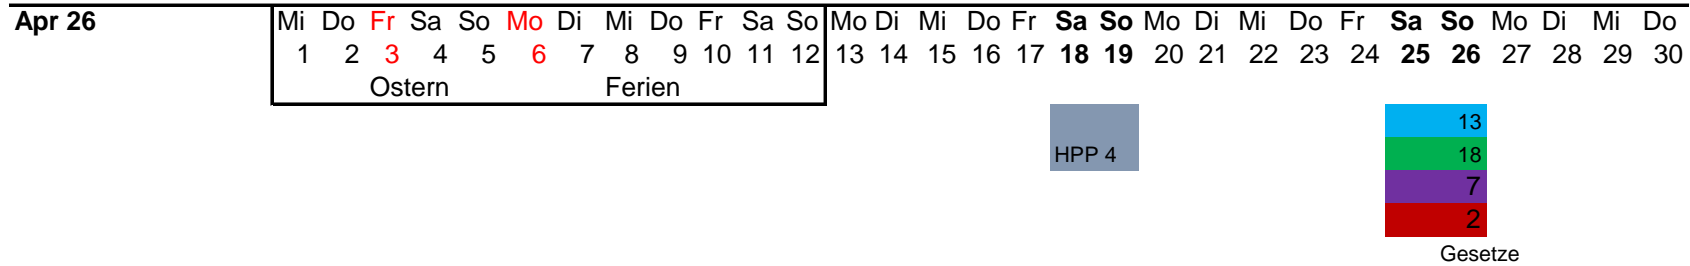 Apr 26 Mi Do Fr Sa So Mo Di Mi Do Fr Sa So Mo Di Mi Do Fr Sa So Mo Di Mi Do Fr Sa So Mo Di Mi Do
1 2 3 4 5 6 7 8 9 10 11 12 13 14 15 16 17 18 19 20 21 22 23 24 25 26 27 28 29 30
Ostern Ferien
13
HPP 4 18
7
2
Gesetze